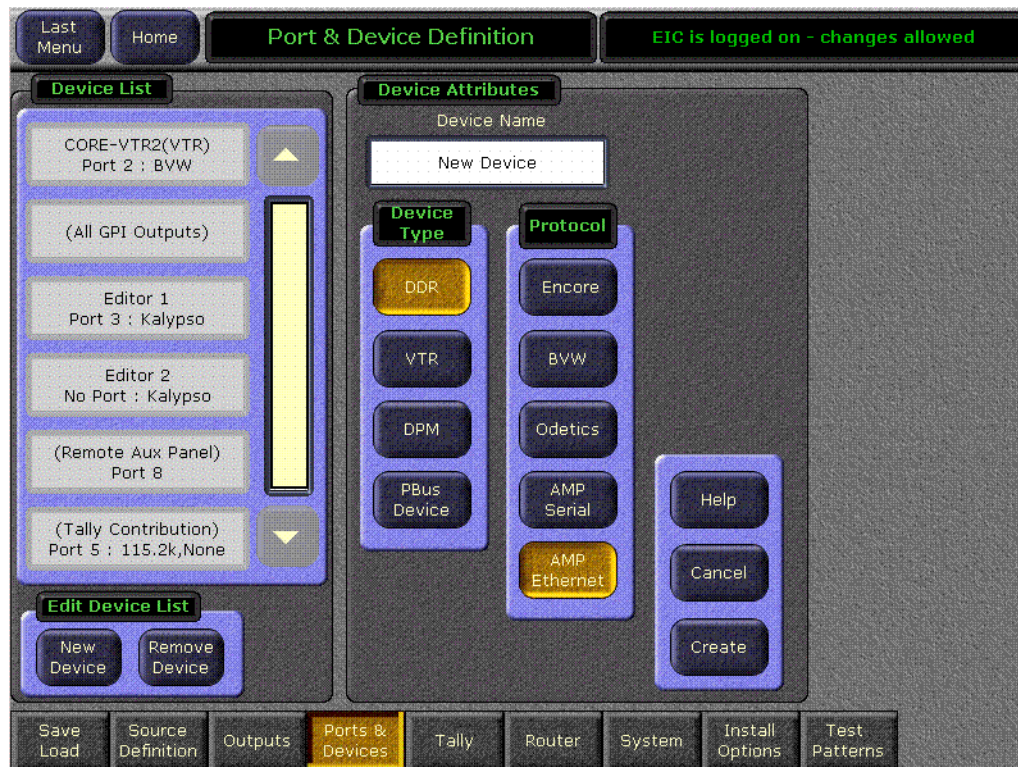 Last
Menu
Home
Port & Device Definition
EIC is logged on - changes allowed
Device List
CORE-VTR2(VTR)
Port 2 : BVW
(All GPI Outputs)
Editor 1
Port 3 : Kalypso
Editor 2
No Port : Kalypso
(Remote Aux Panel)
Port 8
(Tally Contribution)
Port 5 : 115.2k,None
Edit Device List
New
Device
Remove
Device
Device Attributes
Device Name
New Device
Device
Type
DDR
VTR
DPM
PBus
Device
Protocol
Encore
BVW
Odetics
AMP
Serial
AMP
Ethernet
Help
Cancel
Create
Save
Load
Source
Definition
Outputs
Ports &
Devices
Tally
Router
System
Install
Options
Test
Patterns